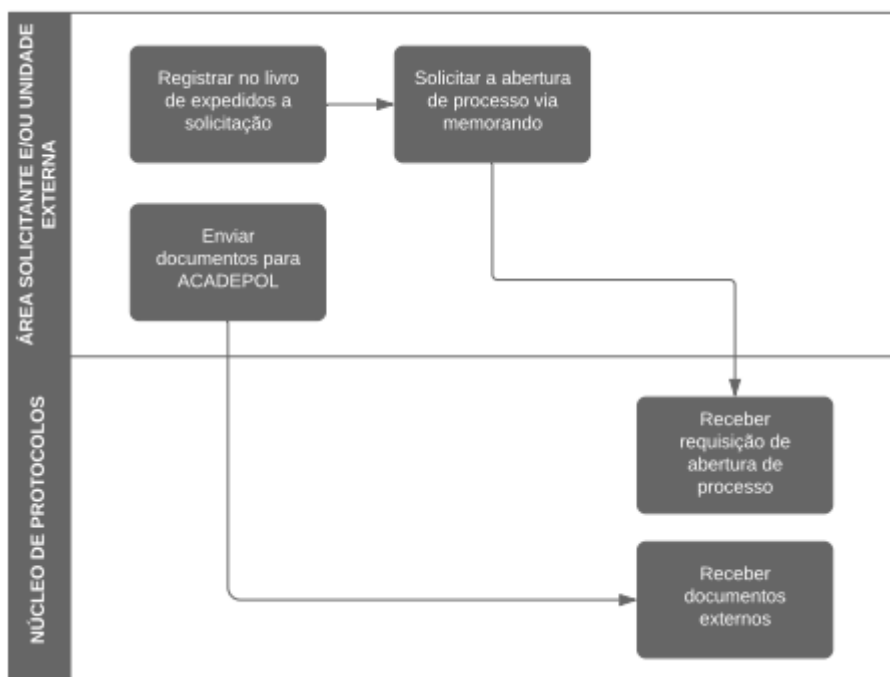 ÁREA SOLICITANTE E/OU UNIDADE
EXTERNA
Registrar no livro
de expedidos a
solicitação
Solicitar a abertura
de processo via
memorando
Enviar
documentos para
ACADEPOL
NÚCLEO DE PROTOCOLOS
Receber
requisição de
abertura de
processo
Receber
documentos
externos